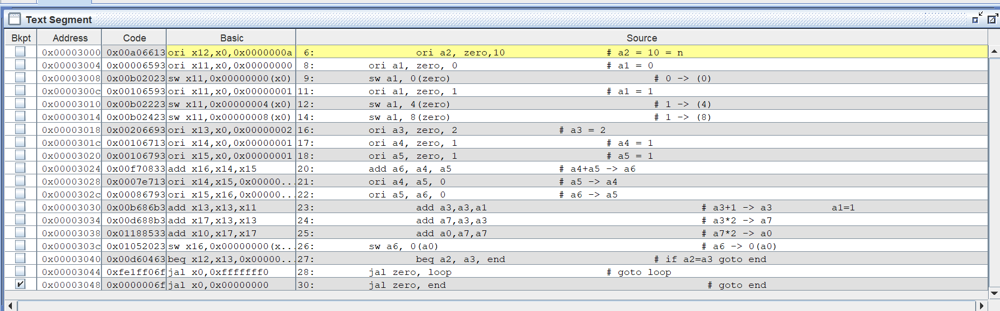 Text Segment
Bkpt Address Code Basic Source
0x00003000 0x00a06613 ori x12,x0,0x0000000a 6: ori a2, zero,10 # a2 = 10 = n
0x00003004 0x00006593 ori x11,x0,0x00000000 8: ori a1, zero, 0 # a1 = 0
0x00003008 0x00b02023 sw x11,0x00000000(x0) 9: sw a1, 0(zero) # 0 -> (0)
0x0000300c 0x00106593 ori x11,x0,0x00000001 11: ori a1, zero, 1 # a1 = 1
0x00003010 0x00b02223 sw x11,0x00000004(x0) 12: sw a1, 4(zero) # 1 -> (4)
0x00003014 0x00b02423 sw x11,0x00000008(x0) 14: sw a1, 8(zero) # 1 -> (8)
0x00003018 0x00206693 ori x13,x0,0x00000002 16: ori a3, zero, 2 # a3 = 2
0x0000301c 0x00106713 ori x14,x0,0x00000001 17: ori a4, zero, 1 # a4 = 1
0x00003020 0x00106793 ori x15,x0,0x00000001 18: ori a5, zero, 1 # a5 = 1
0x00003024 0x00f70833 add x16,x14,x15 20: add a6, a4, a5 # a4+a5 -> a6
0x00003028 0x0007e713 ori x14,x15,0x00000... 21: ori a4, a5, 0 # a5 -> a4
0x0000302c 0x00086793 ori x15,x16,0x00000... 22: ori a5, a6, 0 # a6 -> a5
0x00003030 0x00b686b3 add x13,x13,x11 23: add a3,a3,a1 # a3+1 -> a3 a1=1
0x00003034 0x00d688b3 add x17,x13,x13 24: add a7,a3,a3 # a3*2 -> a7
0x00003038 0x01188533 add x10,x17,x17 25: add a0,a7,a7 # a7*2 -> a0
0x0000303c 0x01052023 sw x16,0x00000000(x... 26: sw a6, 0(a0) # a6 -> 0(a0)
0x00003040 0x00d60463 beq x12,x13,0x00000... 27: beq a2, a3, end # if a2=a3 goto end
0x00003044 0xfe1ff06f jal x0,0xfffffff0 28: jal zero, loop # goto loop
0x00003048 0x0000006f jal x0,0x00000000 30: jal zero, end # goto end